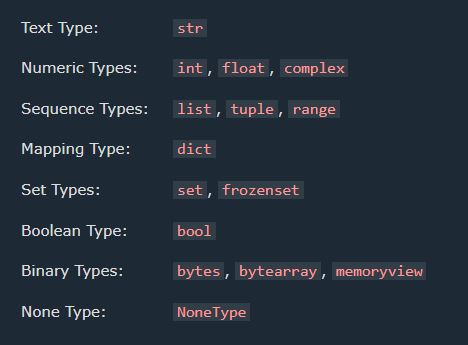 Text Type: str
Numeric Types: int, float, complex
Sequence Types: list, tuple, range
Mapping Type: dict
Set Types: set, frozenset
Boolean Type: bool
Binary Types: bytes, bytearray, memoryview
None Type: NoneType